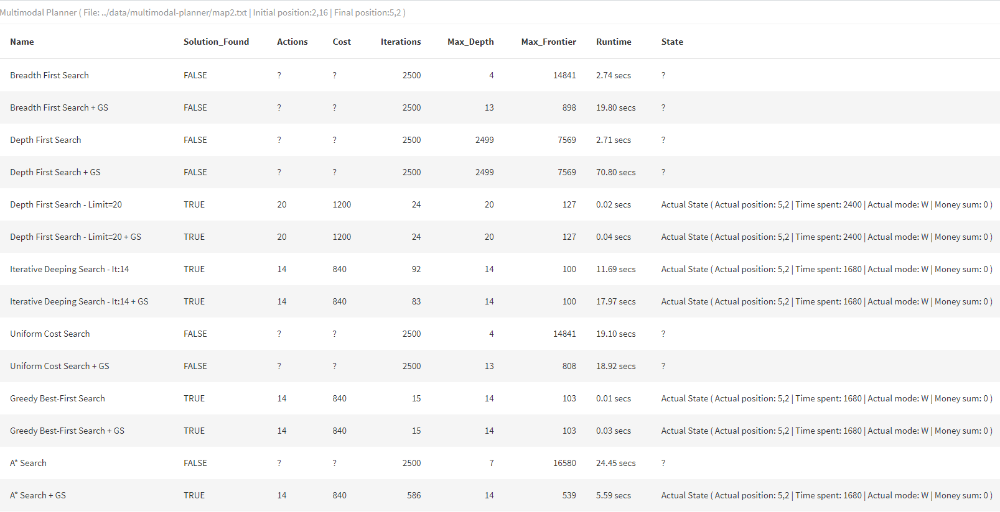 Multimodal Planner ( File: ../data/multimodal-planner/map2.txt | Initial position:2,16 | Final position:5,2 )
Name Solution_Found Actions Cost Iterations Max_Depth Max_Frontier Runtime State
Breadth First Search FALSE ? ? 2500 4 14841 2.74 secs ?
Breadth First Search + GS FALSE ? ? 2500 13 898 19.80 secs ?
Depth First Search FALSE ? ? 2500 2499 7569 2.71 secs ?
Depth First Search + GS FALSE ? ? 2500 2499 7569 70.80 secs ?
Depth First Search - Limit=20 TRUE 20 1200 24 20 127 0.02 secs Actual State ( Actual position: 5,2 | Time spent: 2400 | Actual mode: W | Money sum: 0 )
Depth First Search - Limit=20 + GS TRUE 20 1200 24 20 127 0.04 secs Actual State ( Actual position: 5,2 | Time spent: 2400 | Actual mode: W | Money sum: 0 )
Iterative Deeping Search - It:14 TRUE 14 840 92 14 100 11.69 secs Actual State ( Actual position: 5,2 | Time spent: 1680 | Actual mode: W | Money sum: 0 )
Iterative Deeping Search - It:14 + GS TRUE 14 840 83 14 100 17.97 secs Actual State ( Actual position: 5,2 | Time spent: 1680 | Actual mode: W | Money sum: 0 )
Uniform Cost Search FALSE ? ? 2500 4 14841 19.10 secs ?
Uniform Cost Search + GS FALSE ? ? 2500 13 808 18.92 secs ?
Greedy Best-First Search TRUE 14 840 15 14 103 0.01 secs Actual State ( Actual position: 5,2 | Time spent: 1680 | Actual mode: W | Money sum: 0 )
Greedy Best-First Search + GS TRUE 14 840 15 14 103 0.03 secs Actual State ( Actual position: 5,2 | Time spent: 1680 | Actual mode: W | Money sum: 0 )
A* Search FALSE ? ? 2500 7 16580 24.45 secs ?
A* Search + GS TRUE 14 840 586 14 539 5.59 secs Actual State ( Actual position: 5,2 | Time spent: 1680 | Actual mode: W | Money sum: 0 )